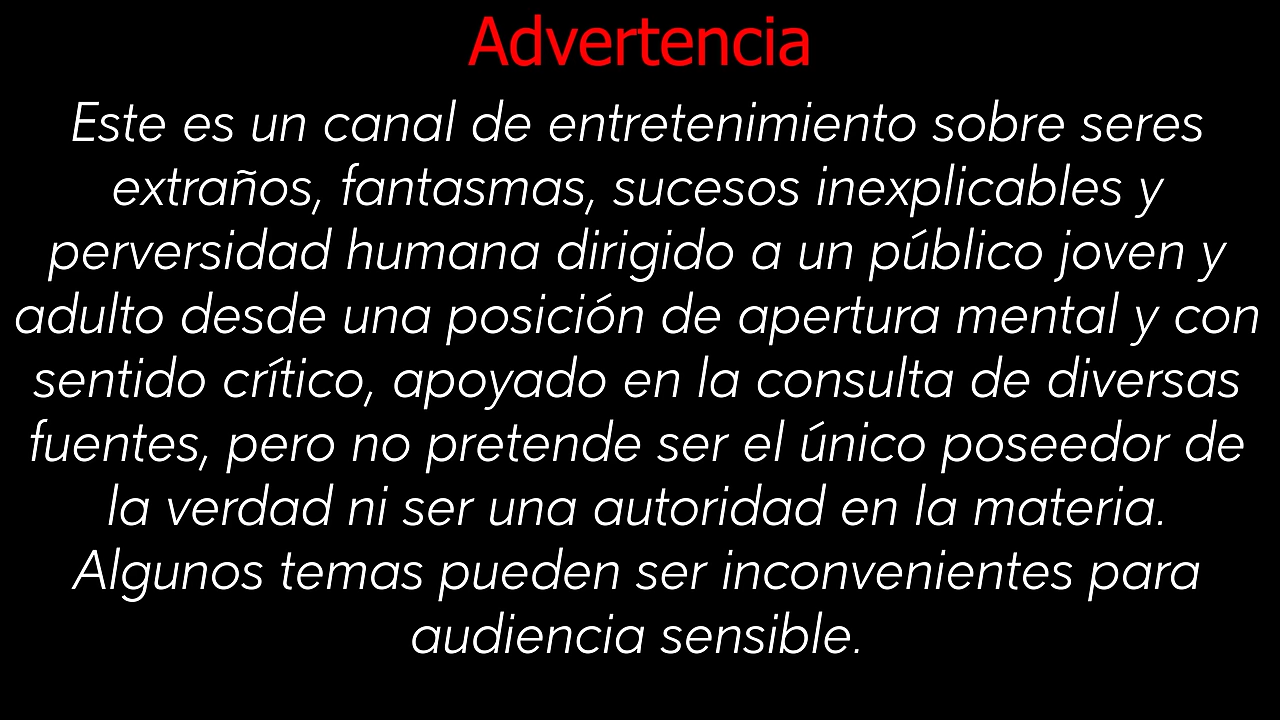 Advertencia
Este es un canal de entretenimiento sobre seres
extraños, fantasmas, sucesos inexplicables y
perversidad humana dirigido a un público joven y
adulto desde una posición de apertura mental y con
sentido crítico, apoyado en la consulta de diversas
fuentes, pero no pretende ser el único poseedor de
la verdad ni ser una autoridad en la materia.
Algunos temas pueden ser inconvenientes para
audiencia sensible.